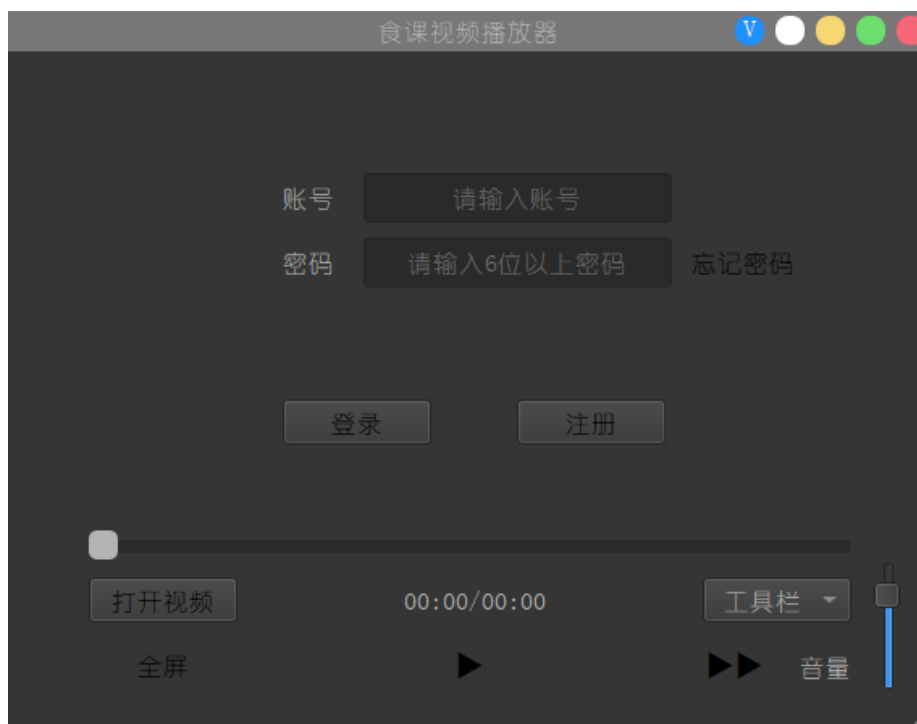 食课视频播放器 V
账号 请输入账号
密码 请输入6位以上密码 忘记密码
登录 注册
打开视频 00:00/00:00 工具栏
全屏 音量